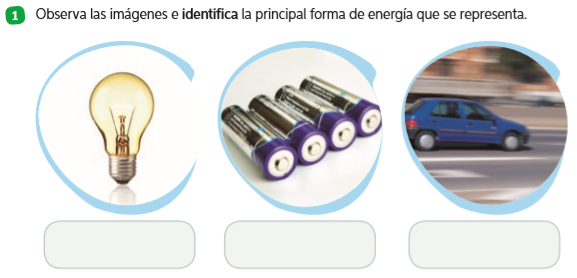 1 Observa las imágenes e identifica la principal forma de energía que se representa.